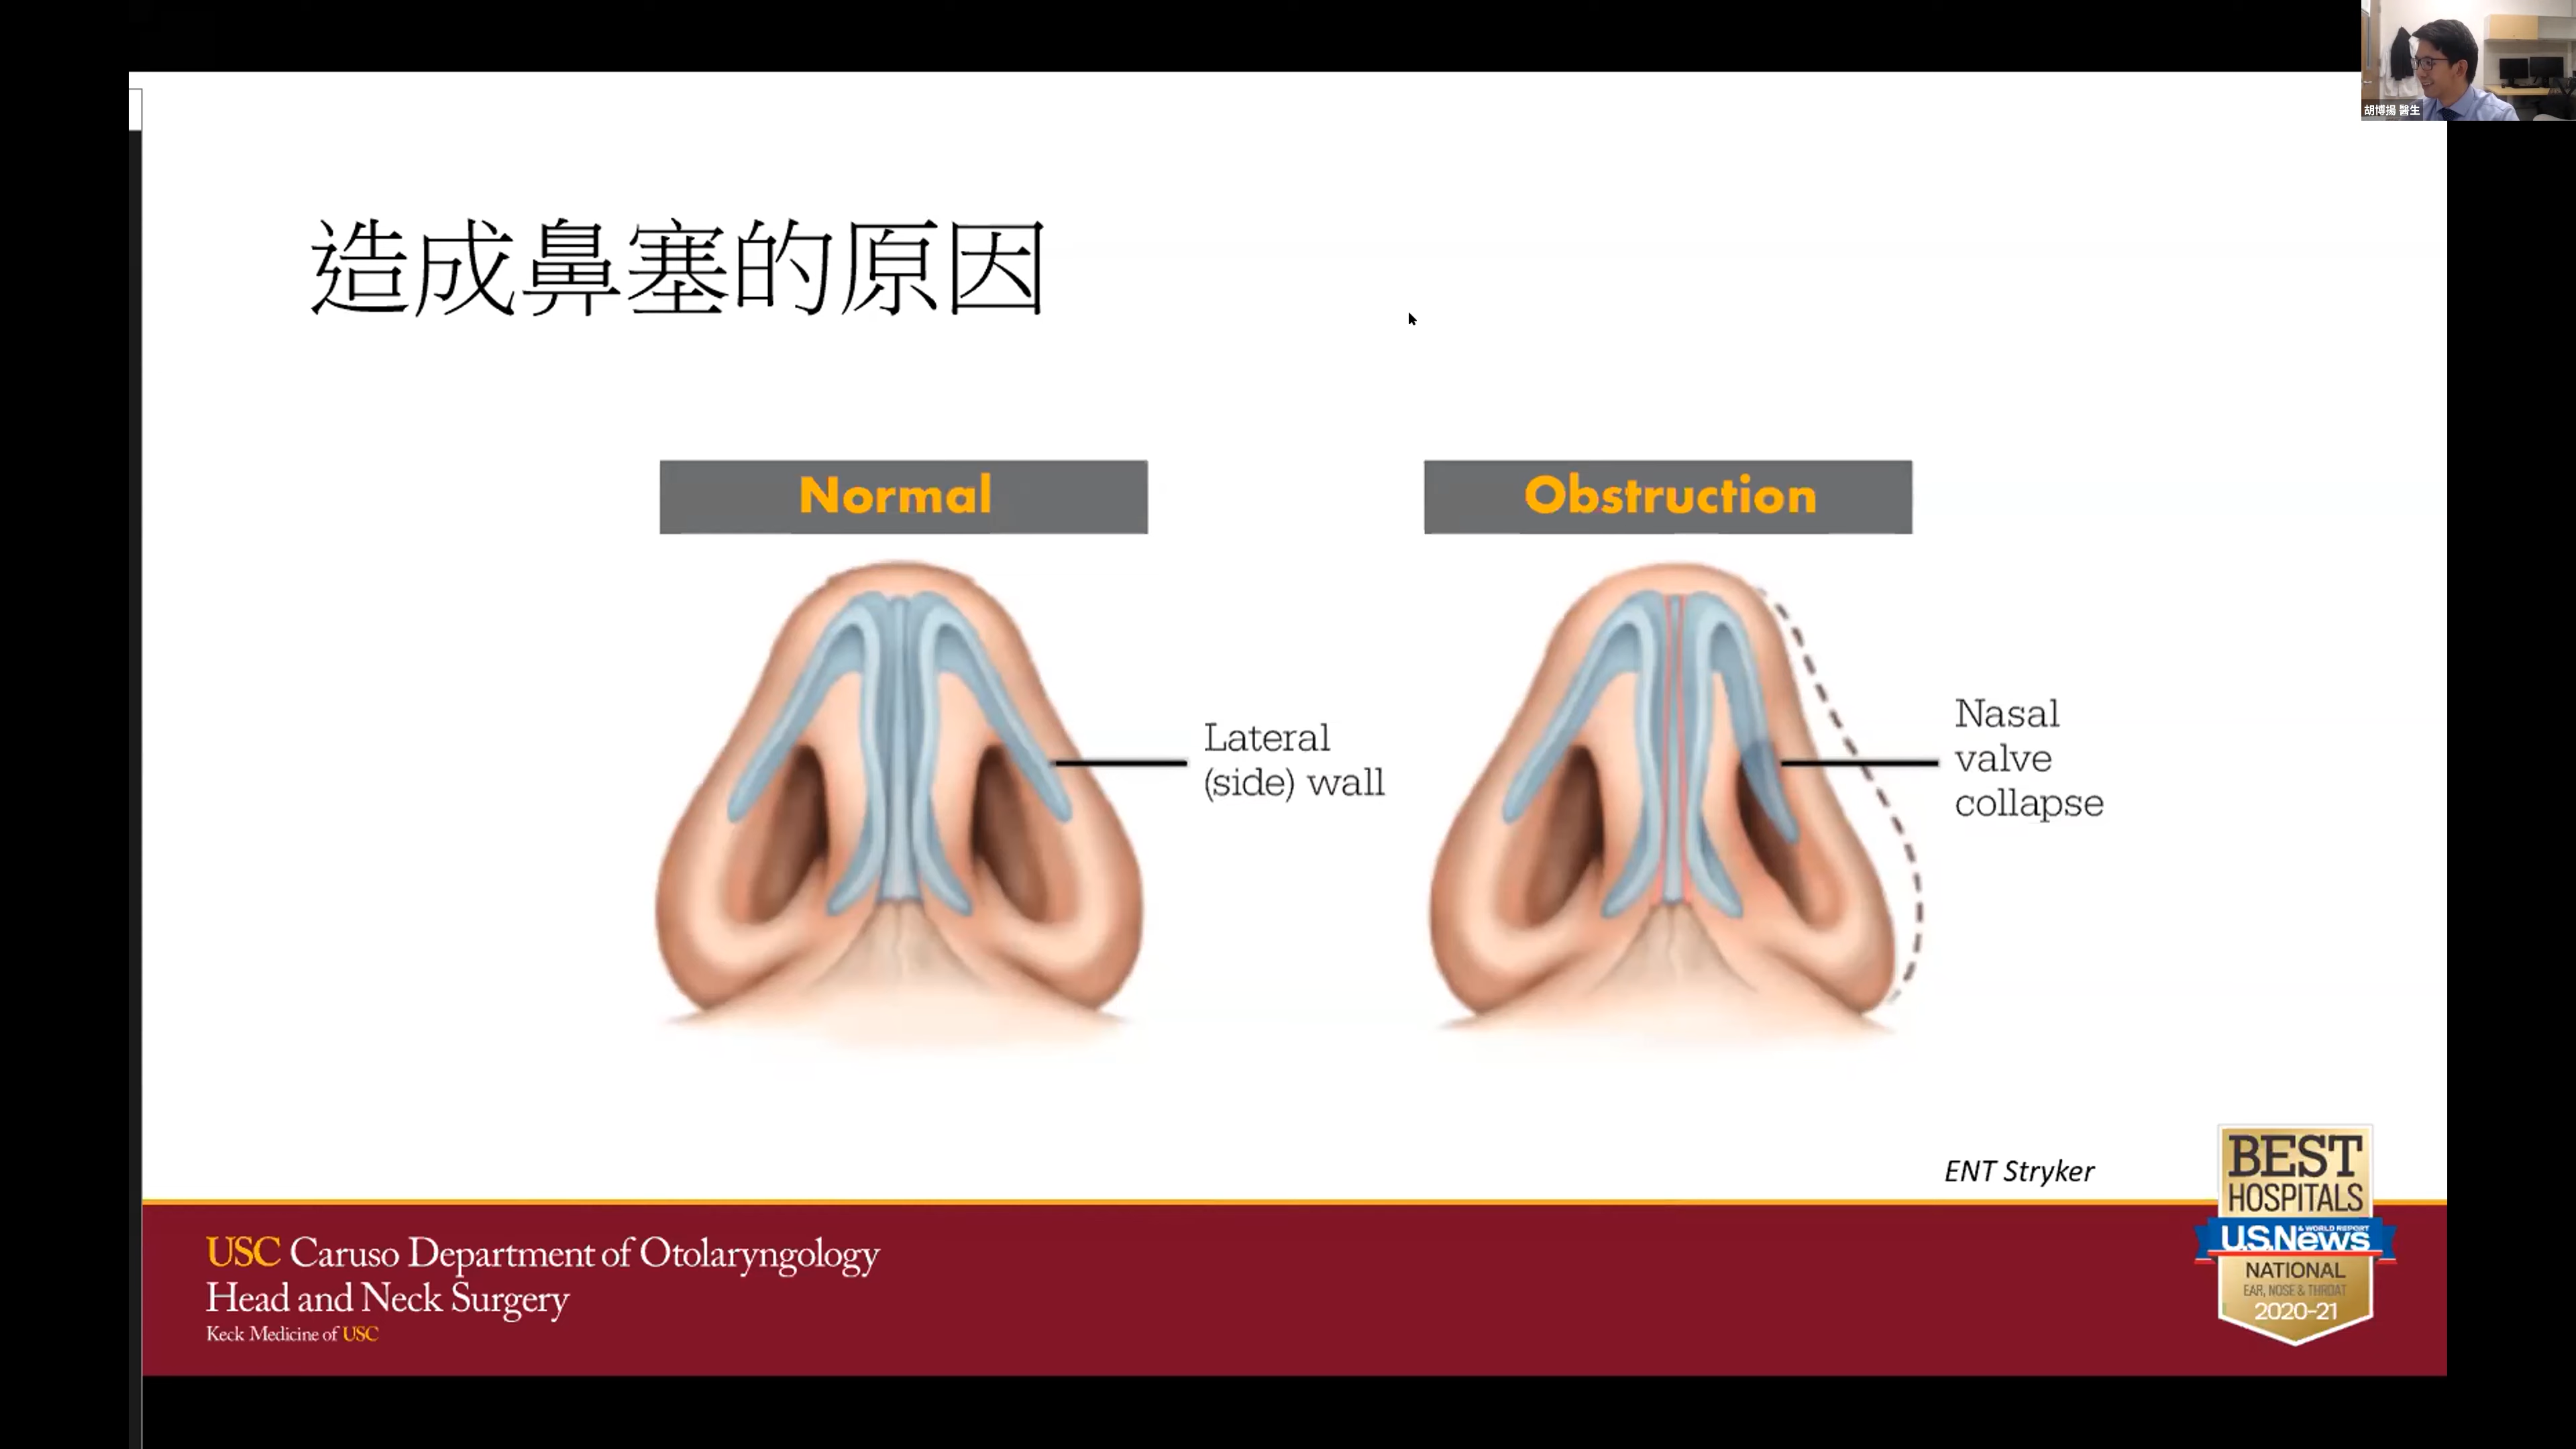 胡博揚 醫生
造成鼻塞的原因
Normal
Obstruction
Lateral
(side) wall
Nasal
valve
collapse
ENT Stryker
USC Caruso Department of Otolaryngology
Head and Neck Surgery
Keck Medicine of USC
BEST
HOSPITALS
U.S.News & WORLD REPORT
NATIONAL
EAR, NOSE & THROAT
2020-21